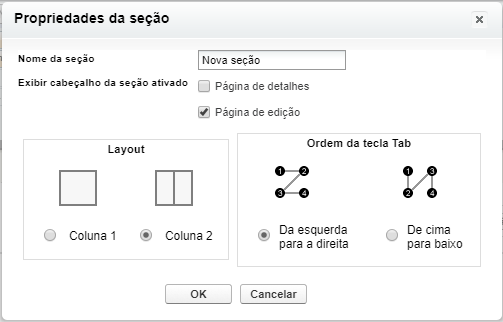 Propriedades da seção
Nome da seção
Nova seção
Exibir cabeçalho da seção ativado
Página de detalhes
Página de edição
Layout
Coluna 1
Coluna 2
Ordem da tecla Tab
1 2
3 4
1 3
2 4
Da esquerda
para a direita
De cima
para baixo
OK
Cancelar